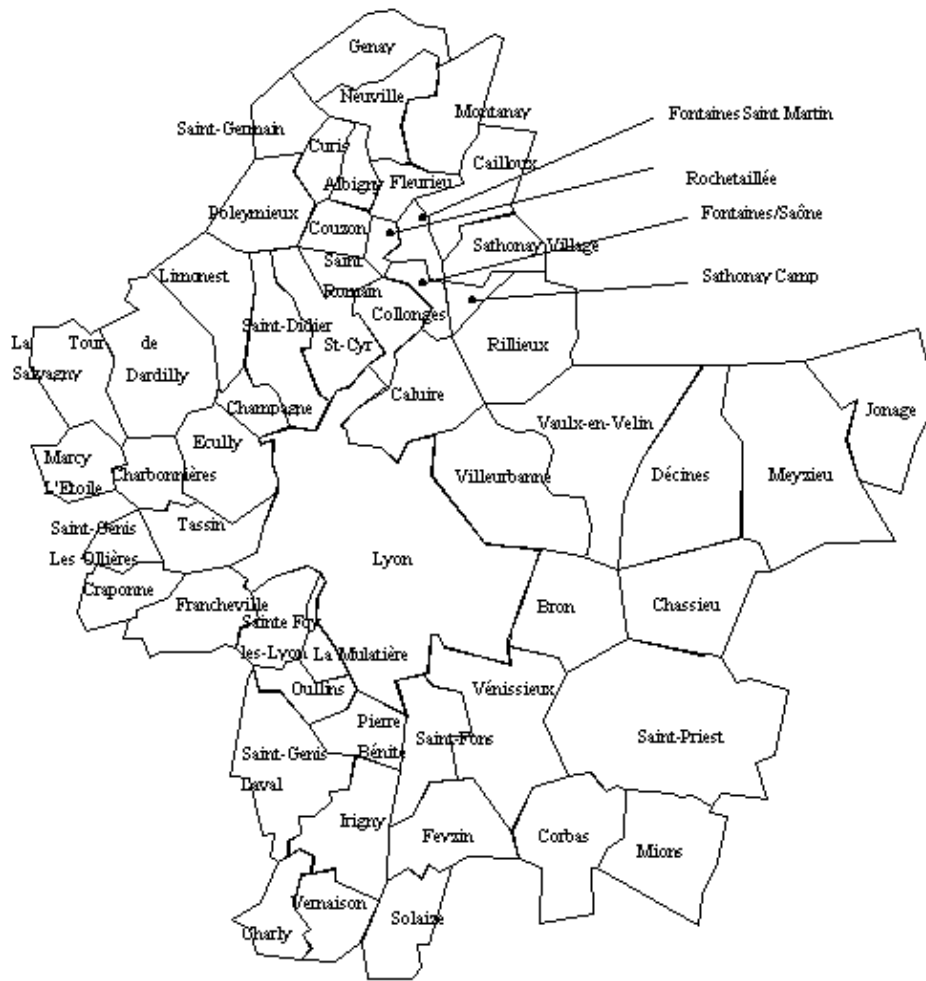 Genay
Neuville
Montanay
Fontaines Saint Martin
Saint-Germain
Curis
Cailloux
Albigny
Fleurieu
Rochetaillée
Poleymieux
Couzon
Fontaines/Saône
Sathonay Village
Saint
Romain
Limonest
Sathonay Camp
Collonges
Saint-Didier
La Tour de
St-Cyr
Rillieux
Salvagny
Dardilly
Champagne
Caluire
Jonage
Vaulx-en-Velin
Ecully
Marcy
L'Etoile
Charbonnières
Villeurbanne
Décines
Meyzieu
Saint-Genis
Les Ollières
Tassin
Lyon
Craponne
Francheville
Bron
Chassieu
Sainte Foy
les-Lyon
La Mulatière
Oullins
Vénissieux
Pierre
Bénite
Saint-Fons
Saint-Priest
Saint-Genis
Laval
Irigny
Feyzin
Corbas
Mions
Vernaison
Solaize
Charly